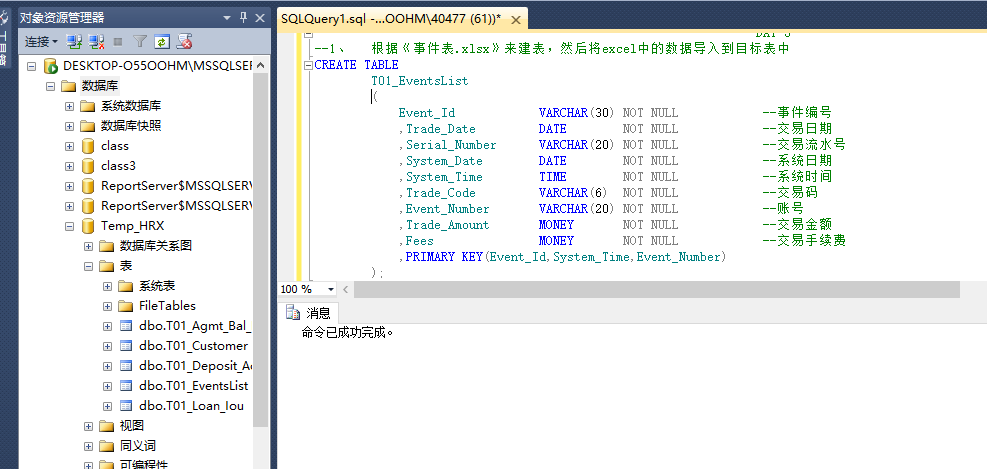 对象资源管理器
连接
DESKTOP-O55OOHM\MSSQLSER
数据库
系统数据库
数据库快照
class
class3
ReportServer$MSSQLSER
ReportServer$MSSQLSER
Temp_HRX
数据库关系图
表
系统表
FileTables
dbo.T01_Agmt_Bal_
dbo.T01_Customer
dbo.T01_Deposit_A
dbo.T01_EventsList
dbo.T01_Loan_Iou
视图
同义词
可编程性
SQLQuery1.sql -...OOHM\40477 (61))*
--1、 根据《事件表.xlsx》来建表，然后将excel中的数据导入到目标表中
CREATE TABLE
T01_EventsList
(
Event_Id VARCHAR(30) NOT NULL --事件编号
,Trade_Date DATE NOT NULL --交易日期
,Serial_Number VARCHAR(20) NOT NULL --交易流水号
,System_Date DATE NOT NULL --系统日期
,System_Time TIME NOT NULL --系统时间
,Trade_Code VARCHAR(6) NOT NULL --交易码
,Event_Number VARCHAR(20) NOT NULL --账号
,Trade_Amount MONEY NOT NULL --交易金额
,Fees MONEY NOT NULL --交易手续费
,PRIMARY KEY(Event_Id,System_Time,Event_Number)
);
100 %
消息
命令已成功完成。